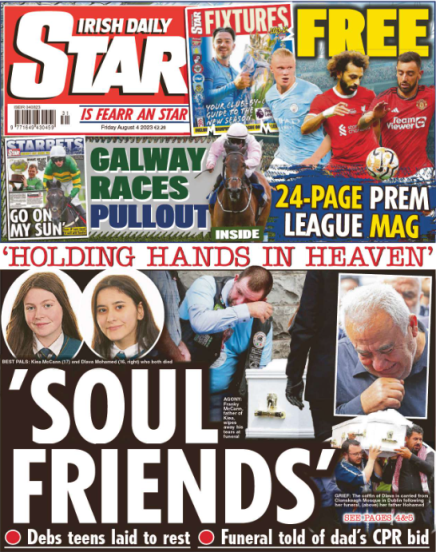 IRISH DAILY
STAR
IS FEARR AN STAR
Friday August 4 2023 €2.20
STAR FIXTURES
YOUR CLUB-BY-CLUB
GUIDE TO THE
NEW SEASON
FREE
TeamViewer
24-PAGE PREM
LEAGUE MAG
STARBETS
GO ON
MY SUN
GALWAY
RACES
PULLOUT
INSIDE
'HOLDING HANDS IN HEAVEN'
BEST PALS: Kiea McCann (17) and Dlava Mohamed (16, right) who both died
AGONY:
Franky
McCann,
father of
Kiea,
wipes
away his
tears at
funeral
'SOUL
FRIENDS'
GRIEF: The coffin of Dlava is carried from
Clonskeagh Mosque in Dublin following
her funeral, (above) her father Mohamed
SEE PAGES 4&5
Debs teens laid to rest
Funeral told of dad's CPR bid